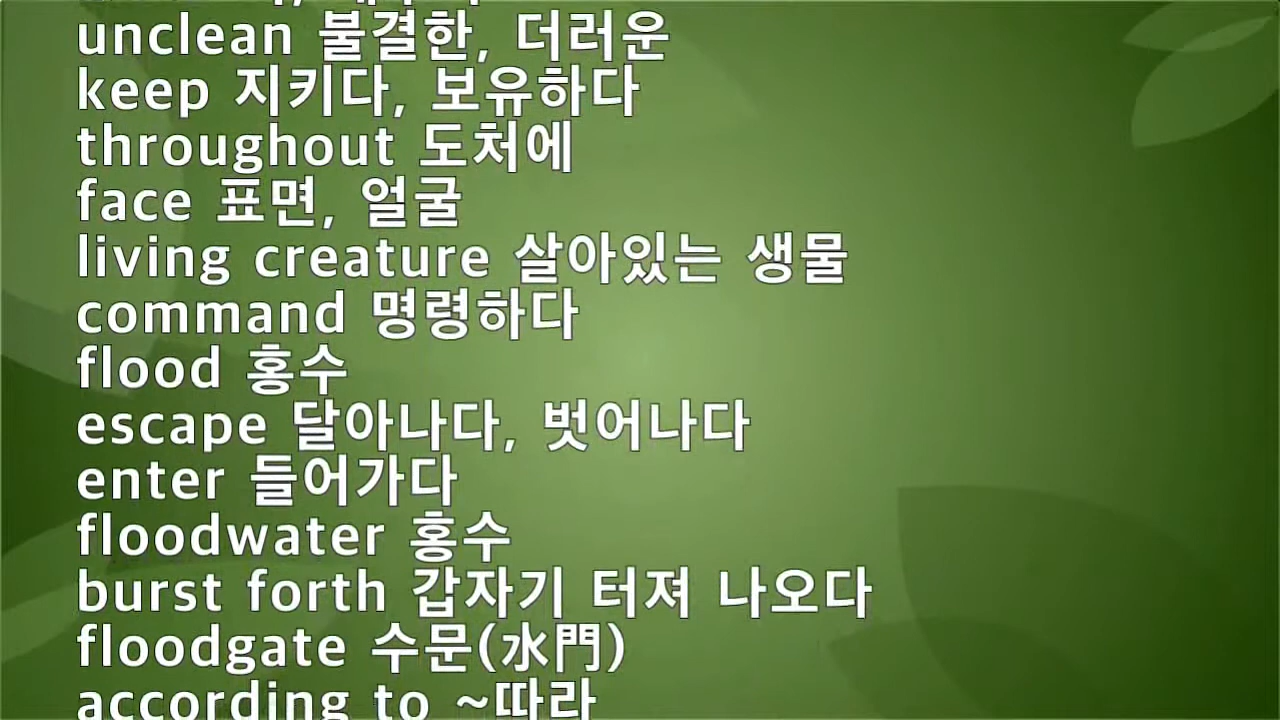 unclean 불결한, 더러운
keep 지키다, 보유하다
throughout 도처에
face 표면, 얼굴
living creature 살아있는 생물
command 명령하다
flood 홍수
escape 달아나다, 벗어나다
enter 들어가다
floodwater 홍수
burst forth 갑자기 터져 나오다
floodgate 수문(水門)
according to ~따라